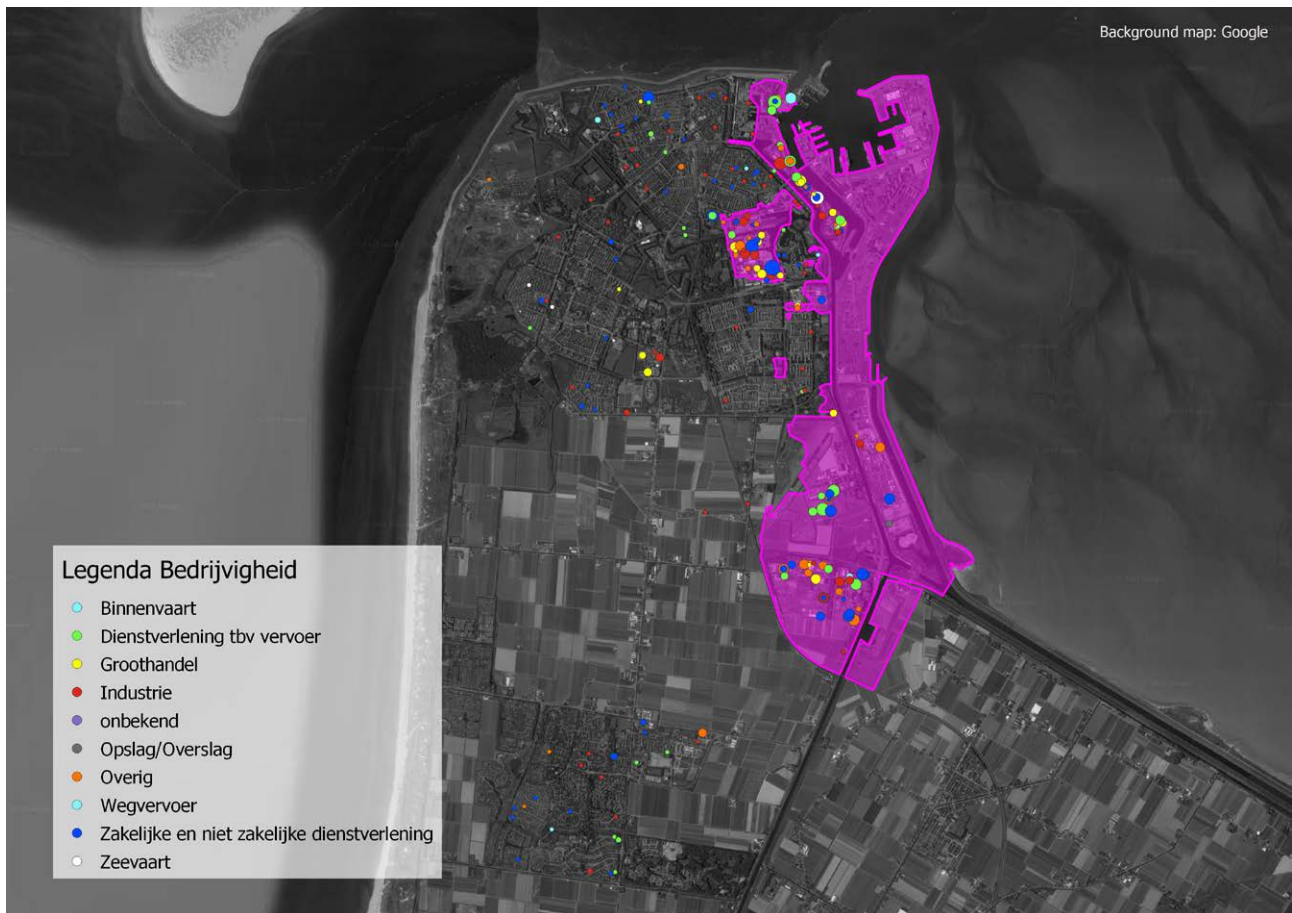 Background map: Google
Legenda Bedrijvigheid
Binnenvaart
Dienstverlening tbv vervoer
Groothandel
Industrie
onbekend
Opslag/Overslag
Overig
Wegvervoer
Zakelijke en niet zakelijke dienstverlening
Zeevaart